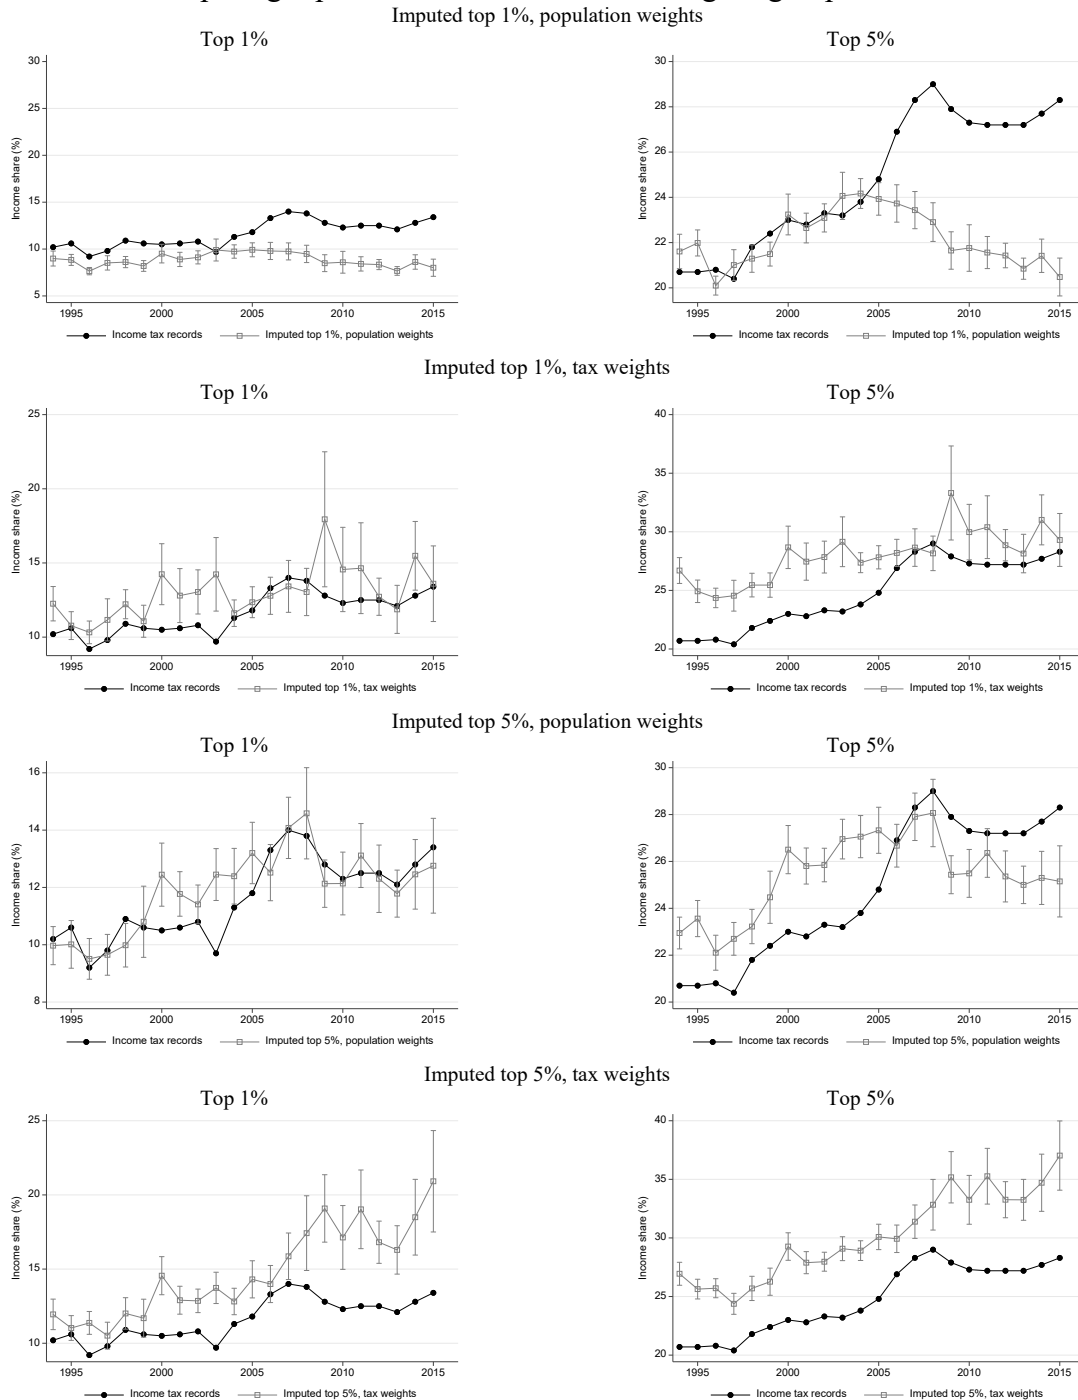 Imputed top 1%, population weights
Top 1%
Top 5%
30
25
20
15
10
5
Income share (%)
1995 2000 2005 2010 2015
Income tax records Imputed top 1%, population weights
30
28
26
24
22
20
Income share (%)
1995 2000 2005 2010 2015
Income tax records Imputed top 1%, population weights
Imputed top 1%, tax weights
Top 1%
Top 5%
25
20
15
10
Income share (%)
1995 2000 2005 2010 2015
Income tax records Imputed top 1%, tax weights
40
35
30
25
20
Income share (%)
1995 2000 2005 2010 2015
Income tax records Imputed top 1%, tax weights
Imputed top 5%, population weights
Top 1%
Top 5%
16
14
12
10
8
Income share (%)
1995 2000 2005 2010 2015
Income tax records Imputed top 5%, population weights
30
28
26
24
22
20
Income share (%)
1995 2000 2005 2010 2015
Income tax records Imputed top 5%, population weights
Imputed top 5%, tax weights
Top 1%
Top 5%
25
20
15
10
Income share (%)
1995 2000 2005 2010 2015
Income tax records Imputed top 5%, tax weights
40
35
30
25
20
Income share (%)
1995 2000 2005 2010 2015
Income tax records Imputed top 5%, tax weights